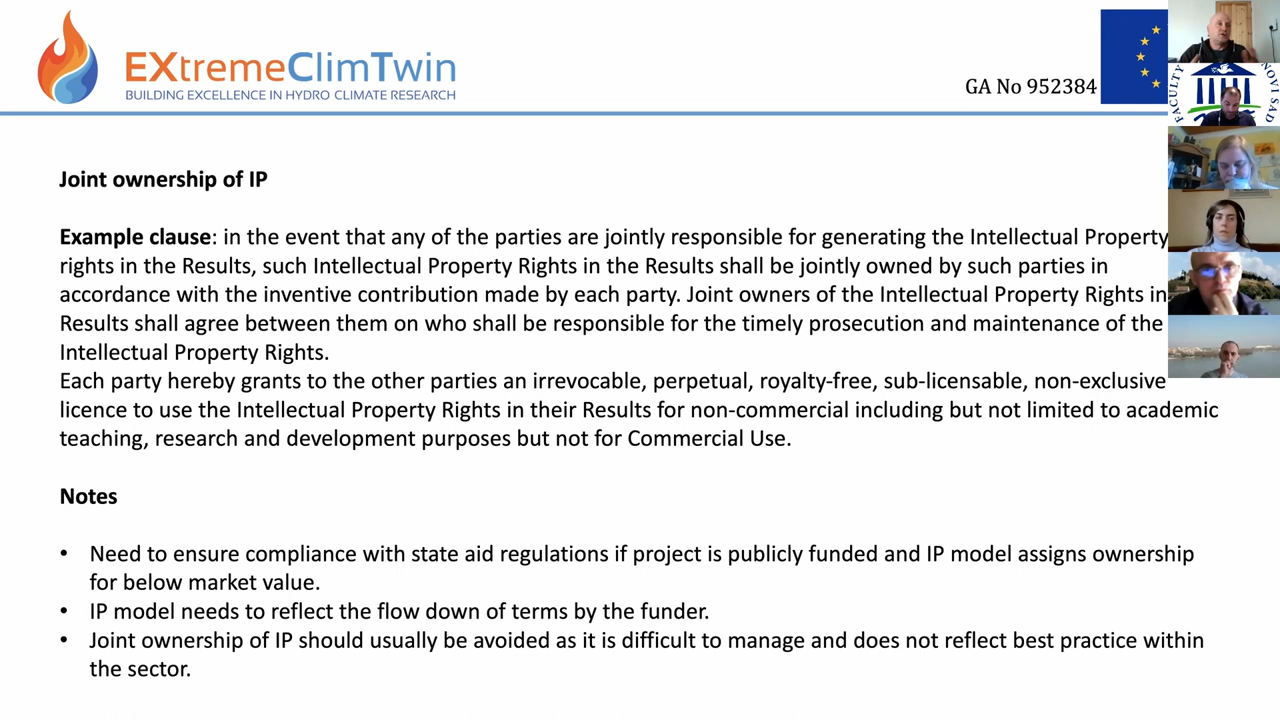 EXtremeClimTwin
BUILDING EXCELLENCE IN HYDRO CLIMATE RESEARCH
GA No 952384
FACULTY
NOVI SAD
Joint ownership of IP
Example clause: in the event that any of the parties are jointly responsible for generating the Intellectual Property
rights in the Results, such Intellectual Property Rights in the Results shall be jointly owned by such parties in
accordance with the inventive contribution made by each party. Joint owners of the Intellectual Property Rights in
Results shall agree between them on who shall be responsible for the timely prosecution and maintenance of the
Intellectual Property Rights.
Each party hereby grants to the other parties an irrevocable, perpetual, royalty-free, sub-licensable, non-exclusive
licence to use the Intellectual Property Rights in their Results for non-commercial including but not limited to academic
teaching, research and development purposes but not for Commercial Use.
Notes
• Need to ensure compliance with state aid regulations if project is publicly funded and IP model assigns ownership
for below market value.
• IP model needs to reflect the flow down of terms by the funder.
• Joint ownership of IP should usually be avoided as it is difficult to manage and does not reflect best practice within
the sector.